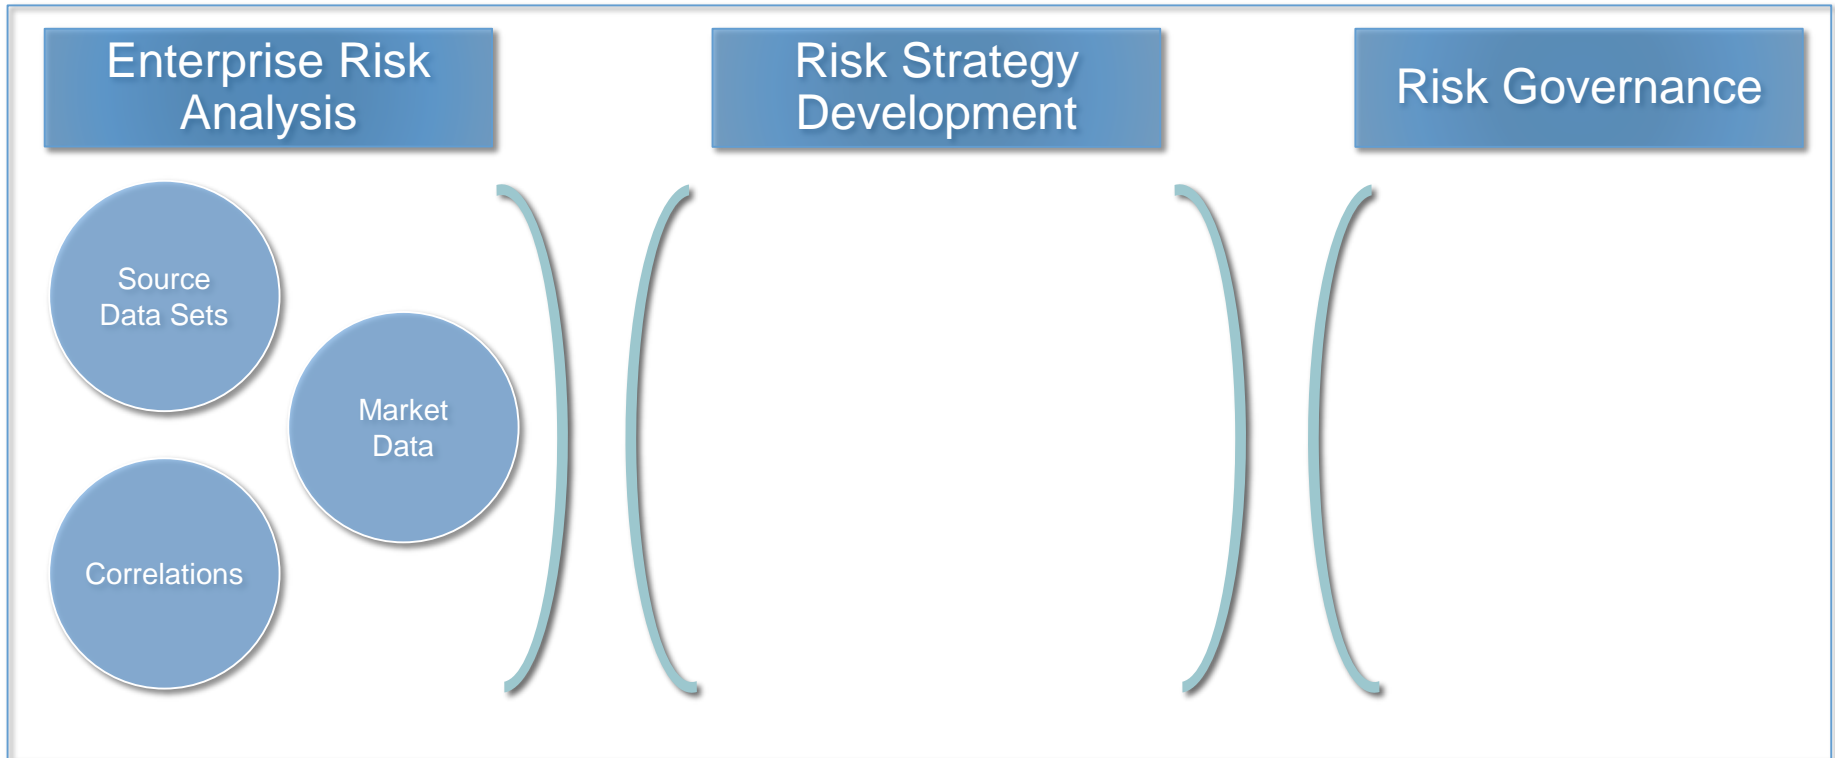 Enterprise Risk
Analysis
Risk Strategy
Development
Risk Governance
Source
Data Sets
Market
Data
Correlations